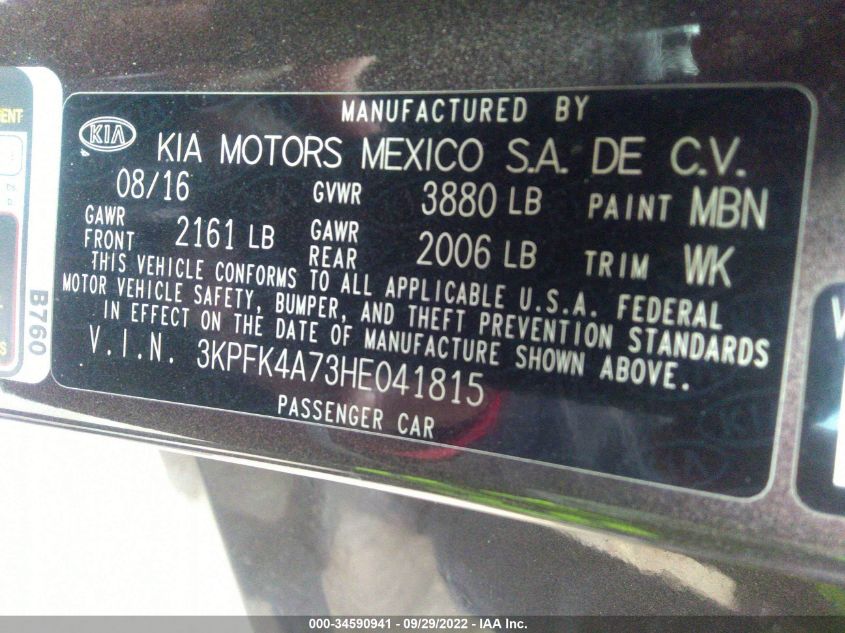 MANUFACTURED BY
KIA KIA MOTORS MEXICO S.A. DE C.V.
08/16 GVWR 3880 LB PAINT MBN
GAWR FRONT 2161 LB GAWR REAR 2006 LB TRIM WK
THIS VEHICLE CONFORMS TO ALL APPLICABLE U.S.A. FEDERAL
MOTOR VEHICLE SAFETY, BUMPER, AND THEFT PREVENTION STANDARDS
IN EFFECT ON THE DATE OF MANUFACTURE SHOWN ABOVE.
V.I.N. 3KPFK4A73HE041815
PASSENGER CAR
B760
000-34590941 - 09/29/2022 - IAA Inc.